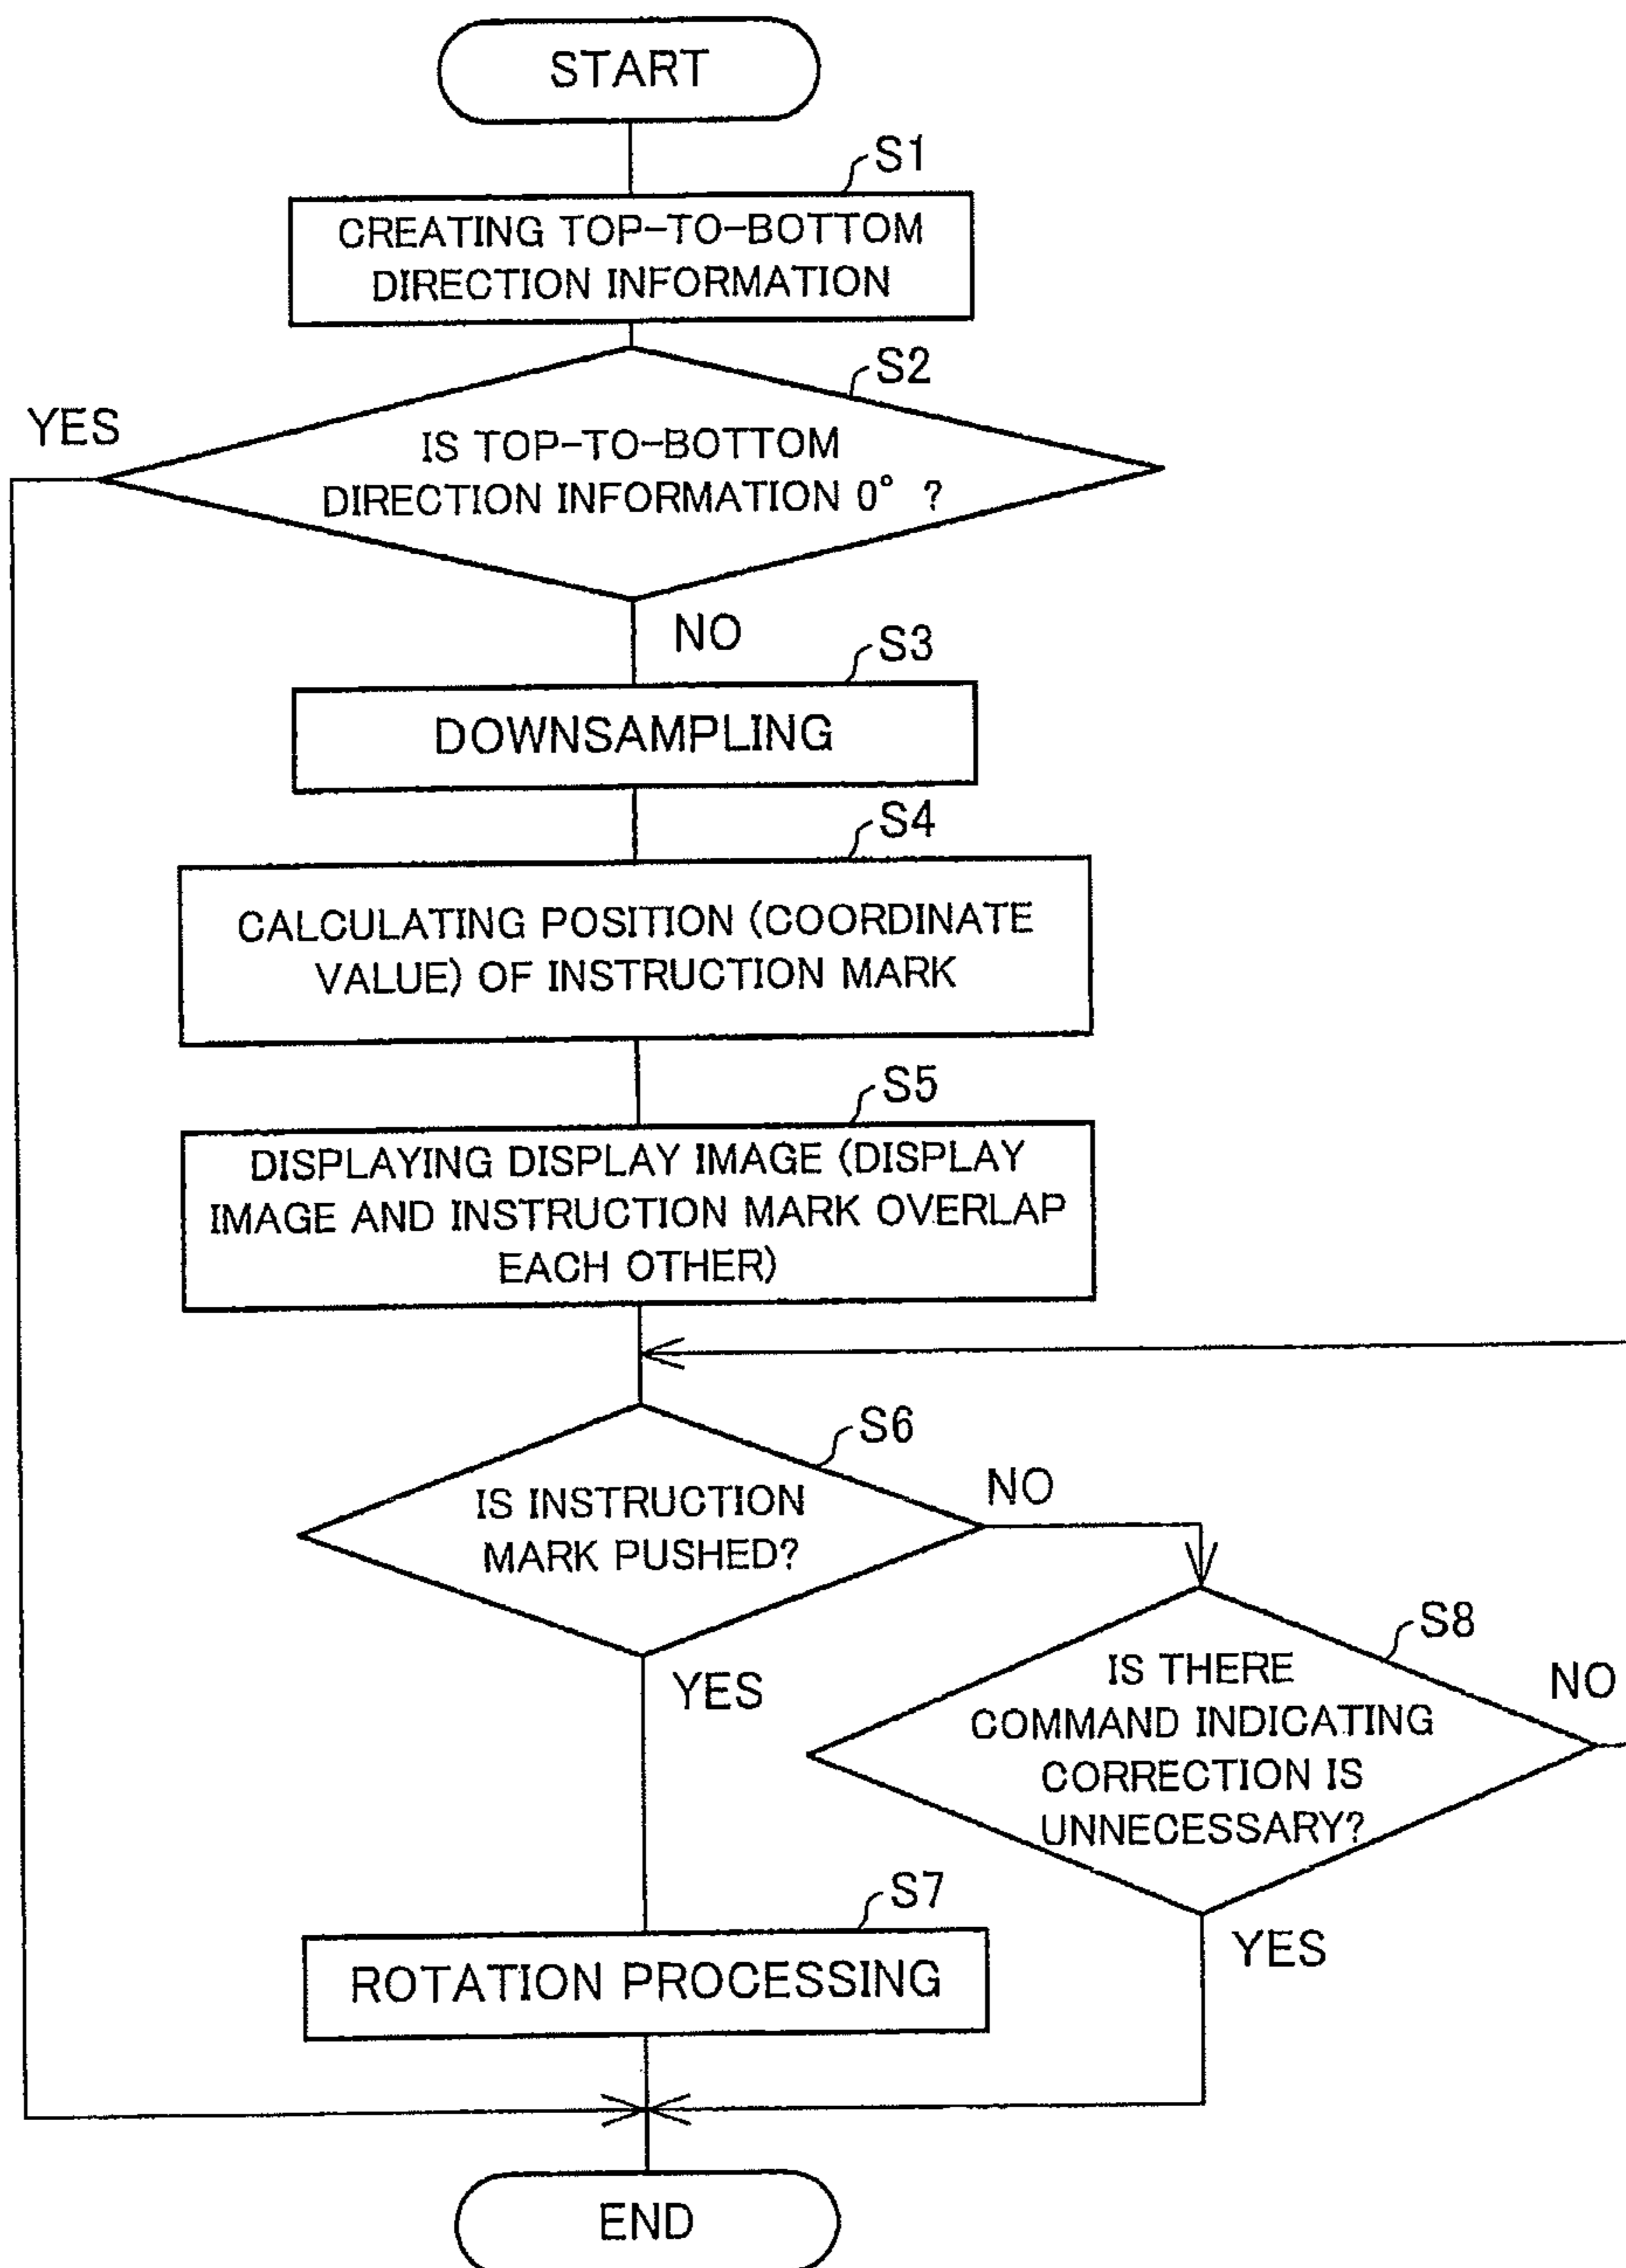 START
S1
CREATING TOP-TO-BOTTOM
DIRECTION INFORMATION
S2
YES
IS TOP-TO-BOTTOM
DIRECTION INFORMATION 0° ?
NO
S3
DOWNSAMPLING
S4
CALCULATING POSITION (COORDINATE
VALUE) OF INSTRUCTION MARK
S5
DISPLAYING DISPLAY IMAGE (DISPLAY
IMAGE AND INSTRUCTION MARK OVERLAP
EACH OTHER)
S6
IS INSTRUCTION
MARK PUSHED?
NO
YES
S8
IS THERE
COMMAND INDICATING
CORRECTION IS
UNNECESSARY?
NO
YES
S7
ROTATION PROCESSING
END